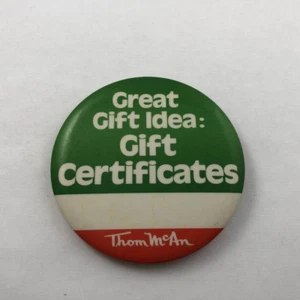 Great
Gift Idea:
Gift
Certificates
Thom McAn